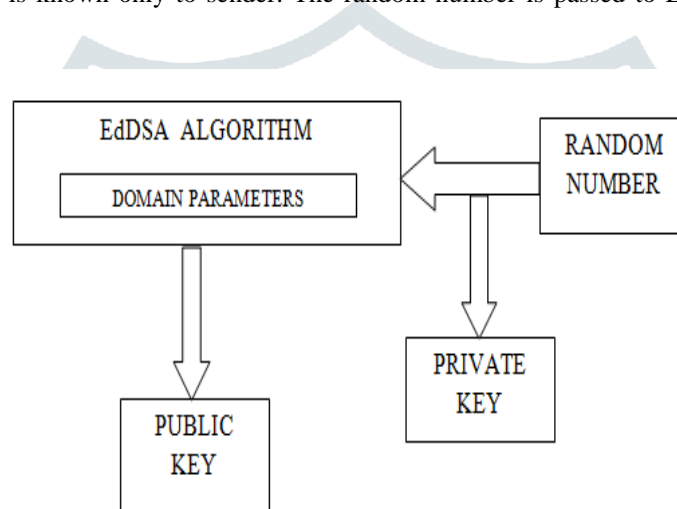 is known only to sender. The random number is passed to
EdDSA ALGORITHM
DOMAIN PARAMETERS
RANDOM
NUMBER
PRIVATE
KEY
PUBLIC
KEY